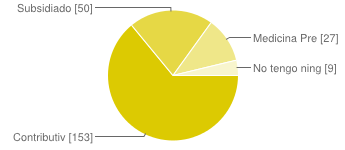 Subsidiado [50]
Medicina Pre [27]
No tengo ning [9]
Contributiv [153]